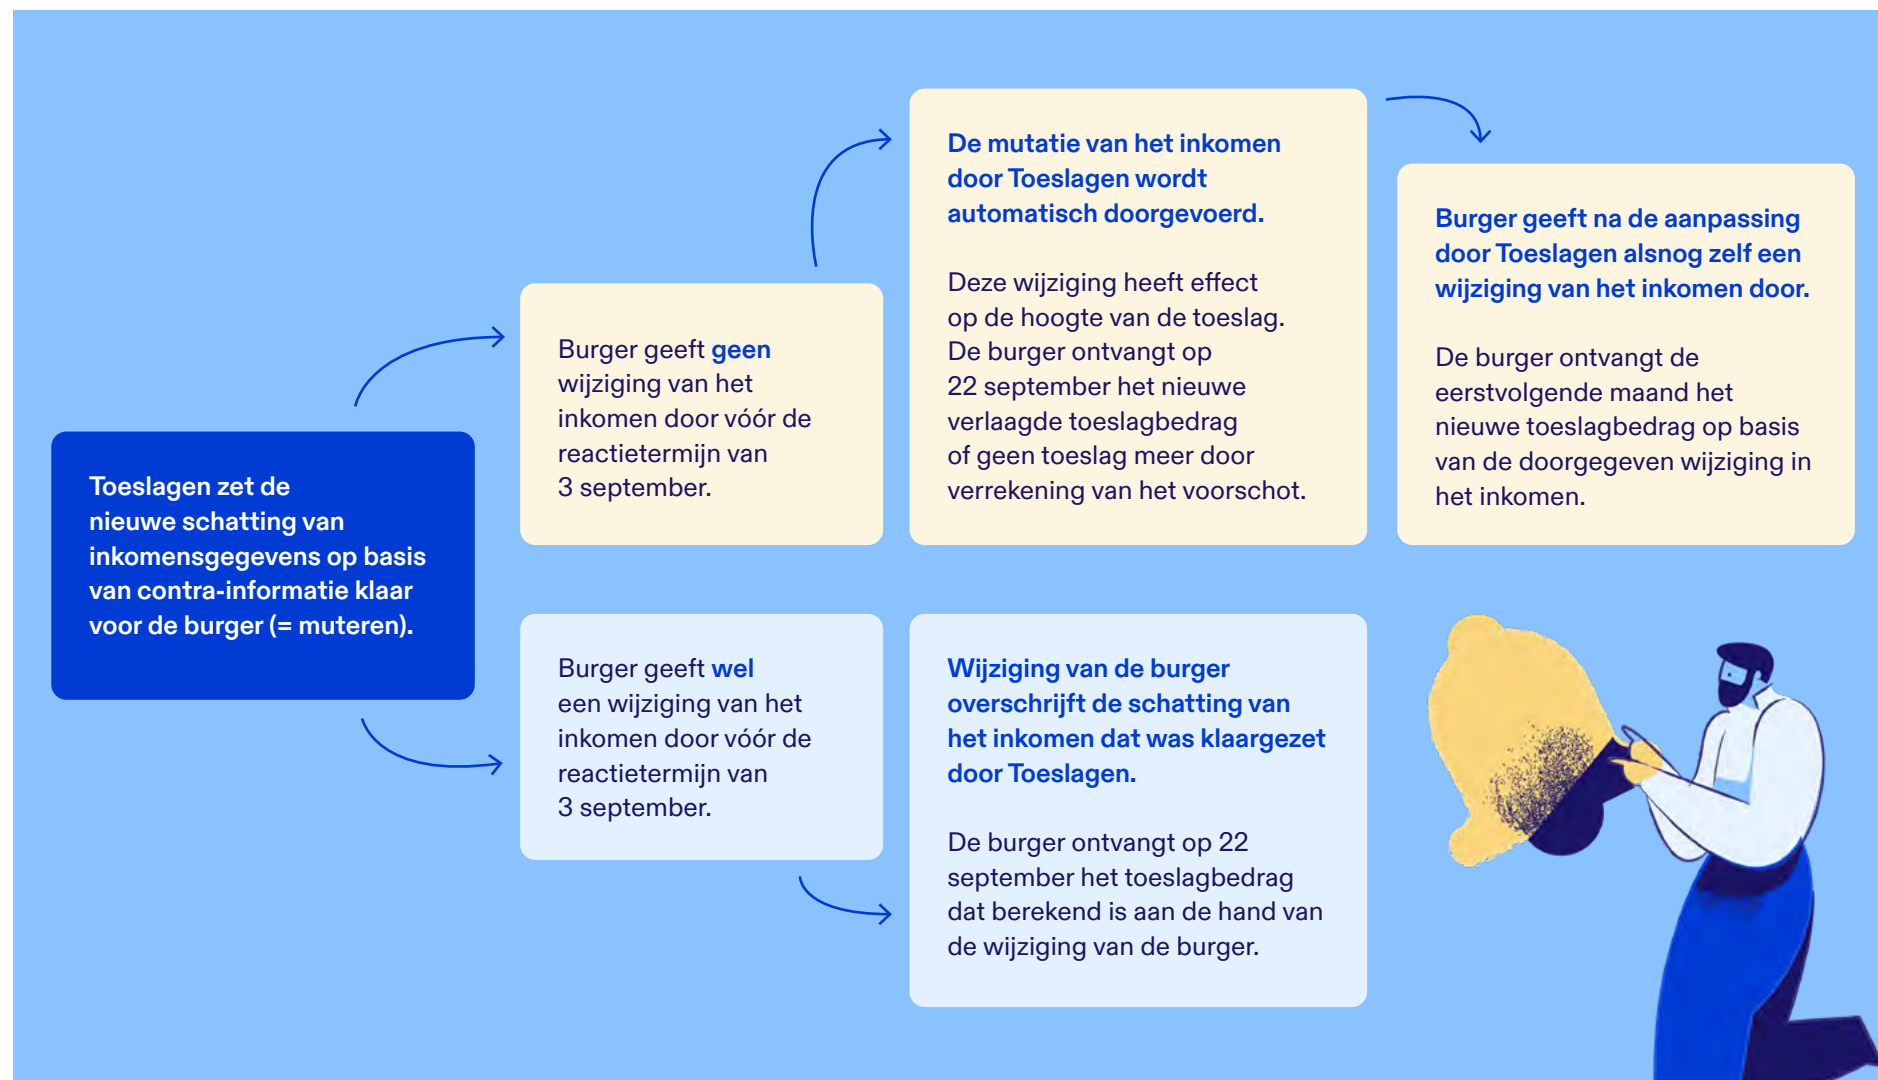 Toeslagen zet de
nieuwe schatting van
inkomensgegevens op basis
van contra-informatie klaar
voor de burger (= muteren).
Burger geeft geen
wijziging van het
inkomen door vóór de
reactietermijn van
3 september.
De mutatie van het inkomen
door Toeslagen wordt
automatisch doorgevoerd.
Deze wijziging heeft effect
op de hoogte van de toeslag.
De burger ontvangt op
22 september het nieuwe
verlaagde toeslagbedrag
of geen toeslag meer door
verrekening van het voorschot.
Burger geeft na de aanpassing
door Toeslagen alsnog zelf een
wijziging van het inkomen door.
De burger ontvangt de
eerstvolgende maand het
nieuwe toeslagbedrag op basis
van de doorgegeven wijziging in
het inkomen.
Burger geeft wel
een wijziging van het
inkomen door vóór de
reactietermijn van
3 september.
Wijziging van de burger
overschrijft de schatting van
het inkomen dat was klaargezet
door Toeslagen.
De burger ontvangt op 22
september het toeslagbedrag
dat berekend is aan de hand van
de wijziging van de burger.